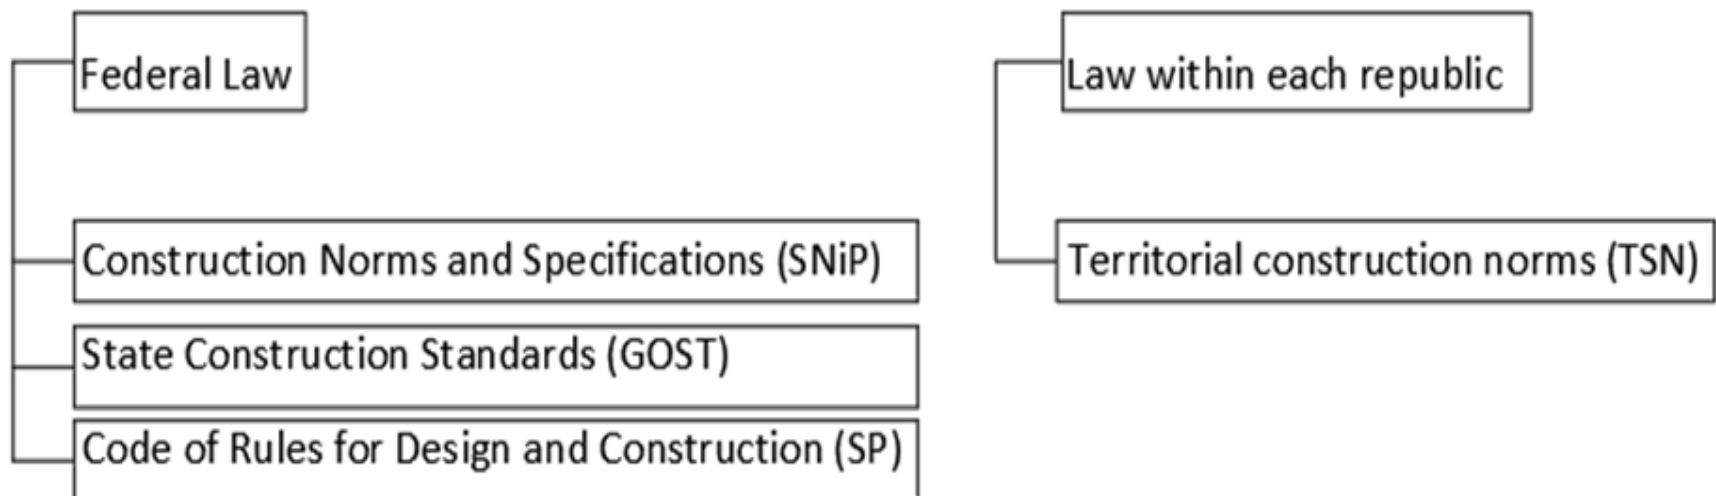 Federal Law
Construction Norms and Specifications (SNiP)
State Construction Standards (GOST)
Code of Rules for Design and Construction (SP)
Law within each republic
Territorial construction norms (TSN)